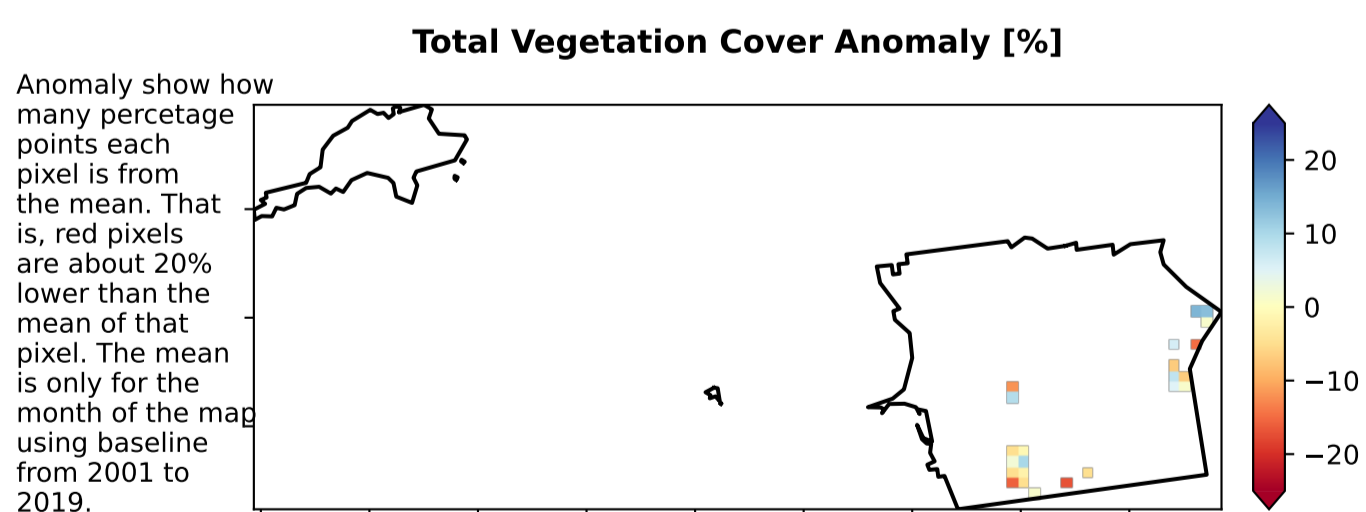 Total Vegetation Cover Anomaly [%]
Anomaly show how
many percetage
points each
pixel is from
the mean. That
is, red pixels
are about 20%
lower than the
mean of that
pixel. The mean
is only for the
month of the map
using baseline
from 2001 to
2019.
20
10
0
−10
−20